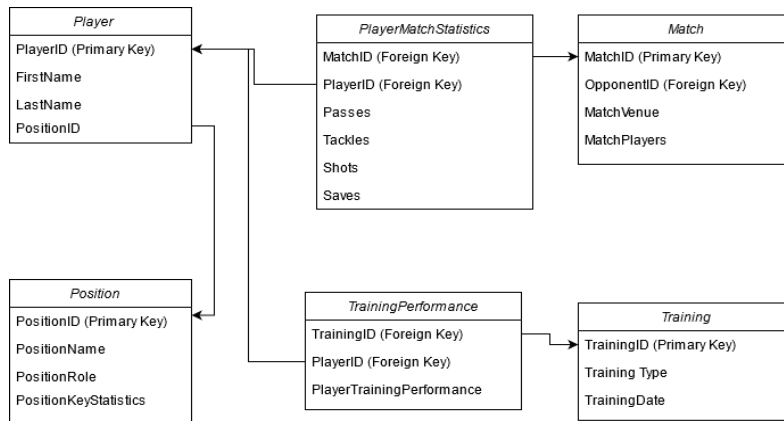 Player
PlayerID (Primary Key)
FirstName
LastName
PositionID
PlayerMatchStatistics
MatchID (Foreign Key)
PlayerID (Foreign Key)
Passes
Tackles
Shots
Saves
Match
MatchID (Primary Key)
OpponentID (Foreign Key)
MatchVenue
MatchPlayers
Position
PositionID (Primary Key)
PositionName
PositionRole
PositionKeyStatistics
TrainingPerformance
TrainingID (Foreign Key)
PlayerID (Foreign Key)
PlayerTrainingPerformance
Training
TrainingID (Primary Key)
Training Type
TrainingDate